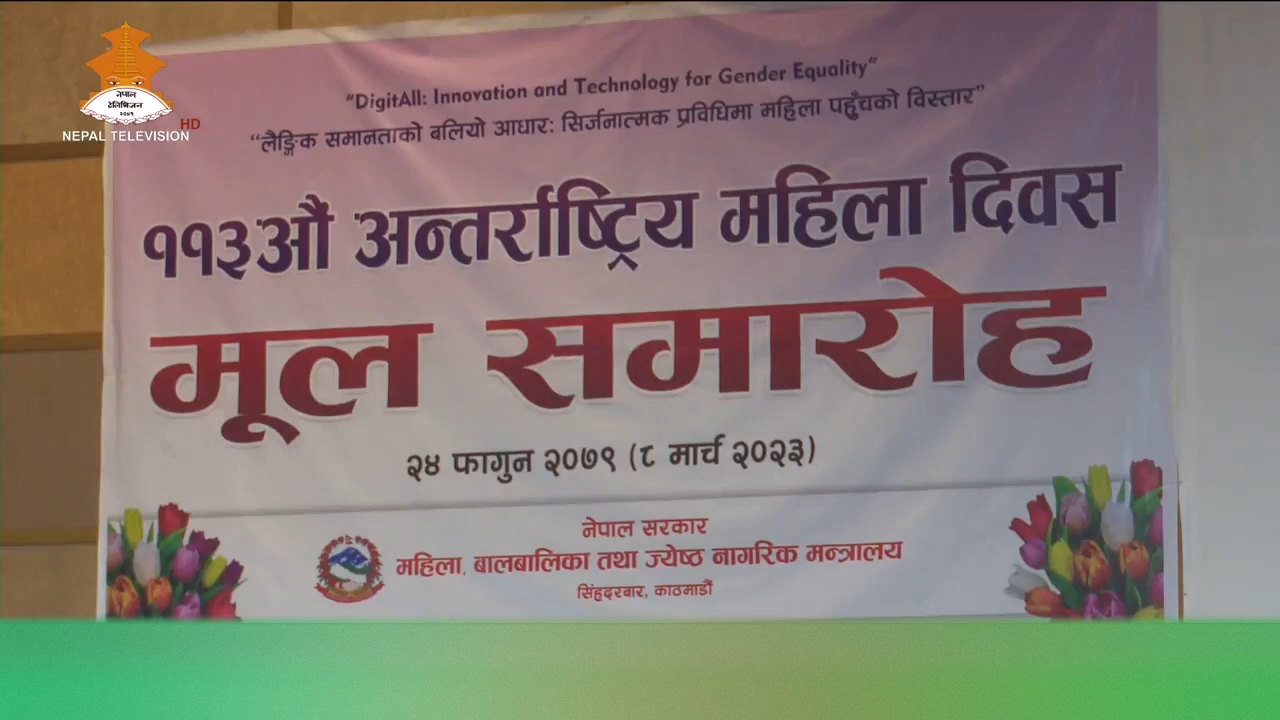 नेपाल
टेलिभिजन
२०४१
NEPAL TELEVISION HD
"DigitAll: Innovation and Technology for Gender Equality"
"लैङ्गिक समानताको बलियो आधार: सिर्जनात्मक प्रविधिमा महिला पहुँचको विस्तार"
११३औं अन्तर्राष्ट्रिय महिला दिवस
मूल समारोह
२४ फागुन २०७९ (८ मार्च २०२३)
नेपाल सरकार
महिला, बालबालिका तथा ज्येष्ठ नागरिक मन्त्रालय
सिंहदरबार, काठमाडौं